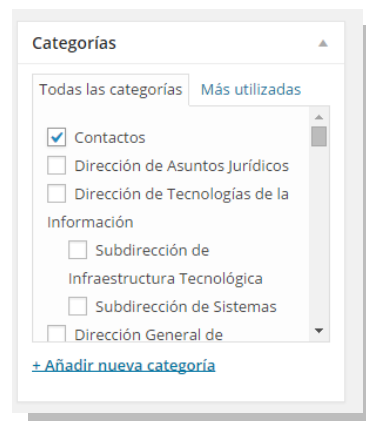 Categorías
Todas las categorías Más utilizadas
Contactos
Dirección de Asuntos Jurídicos
Dirección de Tecnologías de la
Información
Subdirección de
Infraestructura Tecnológica
Subdirección de Sistemas
Dirección General de
+ Añadir nueva categoría